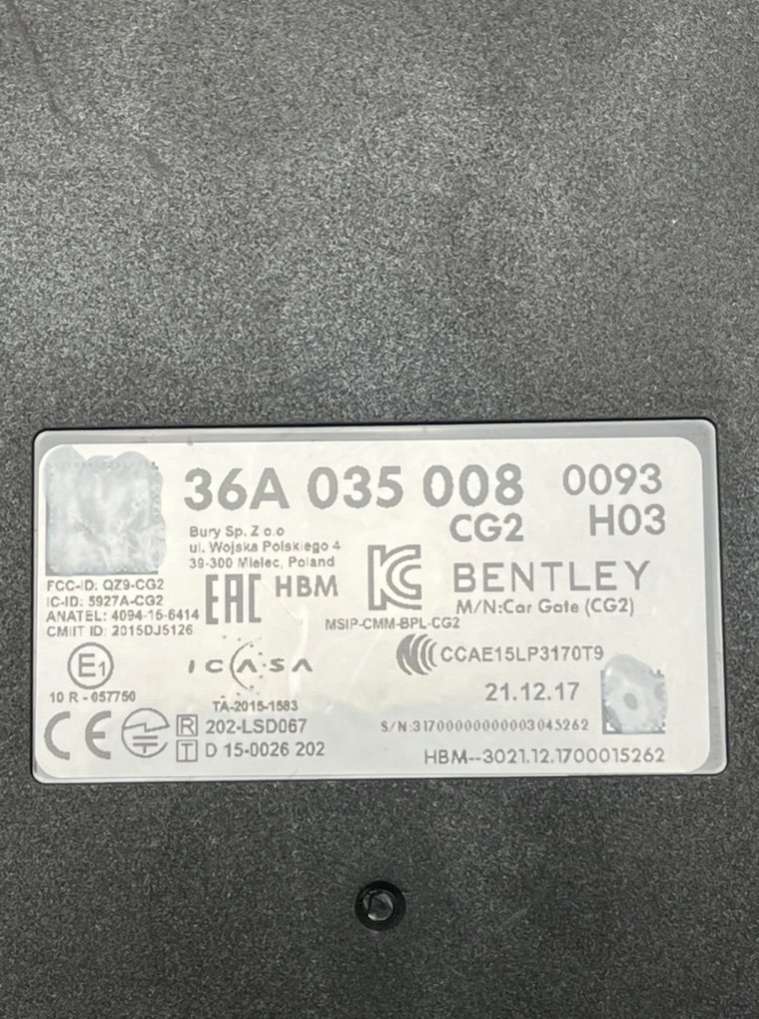 36A 035 008 0093
CG2 H03
Bury Sp. Z o.o
ul. Wojska Polskiego 4
39-300 Mielec, Poland
FCC-ID. QZ9-CG2
IC-ID: 5927A-CG2
ANATEL: 4094-15-6414
CMIIT ID: 2015DJ5126
EAC HBM
KC
MSIP-CMM-BPL-CG2
BENTLEY
M/N:Car Gate (CG2)
E1
10 R - 057750
ICASA
TA-2015-1583
CCC CCAE15LP3170T9
21.12.17
CE
R 202-LSD067
T D 15-0026 202
S/N:31700000000003045262
HBM--3021.12.1700015262